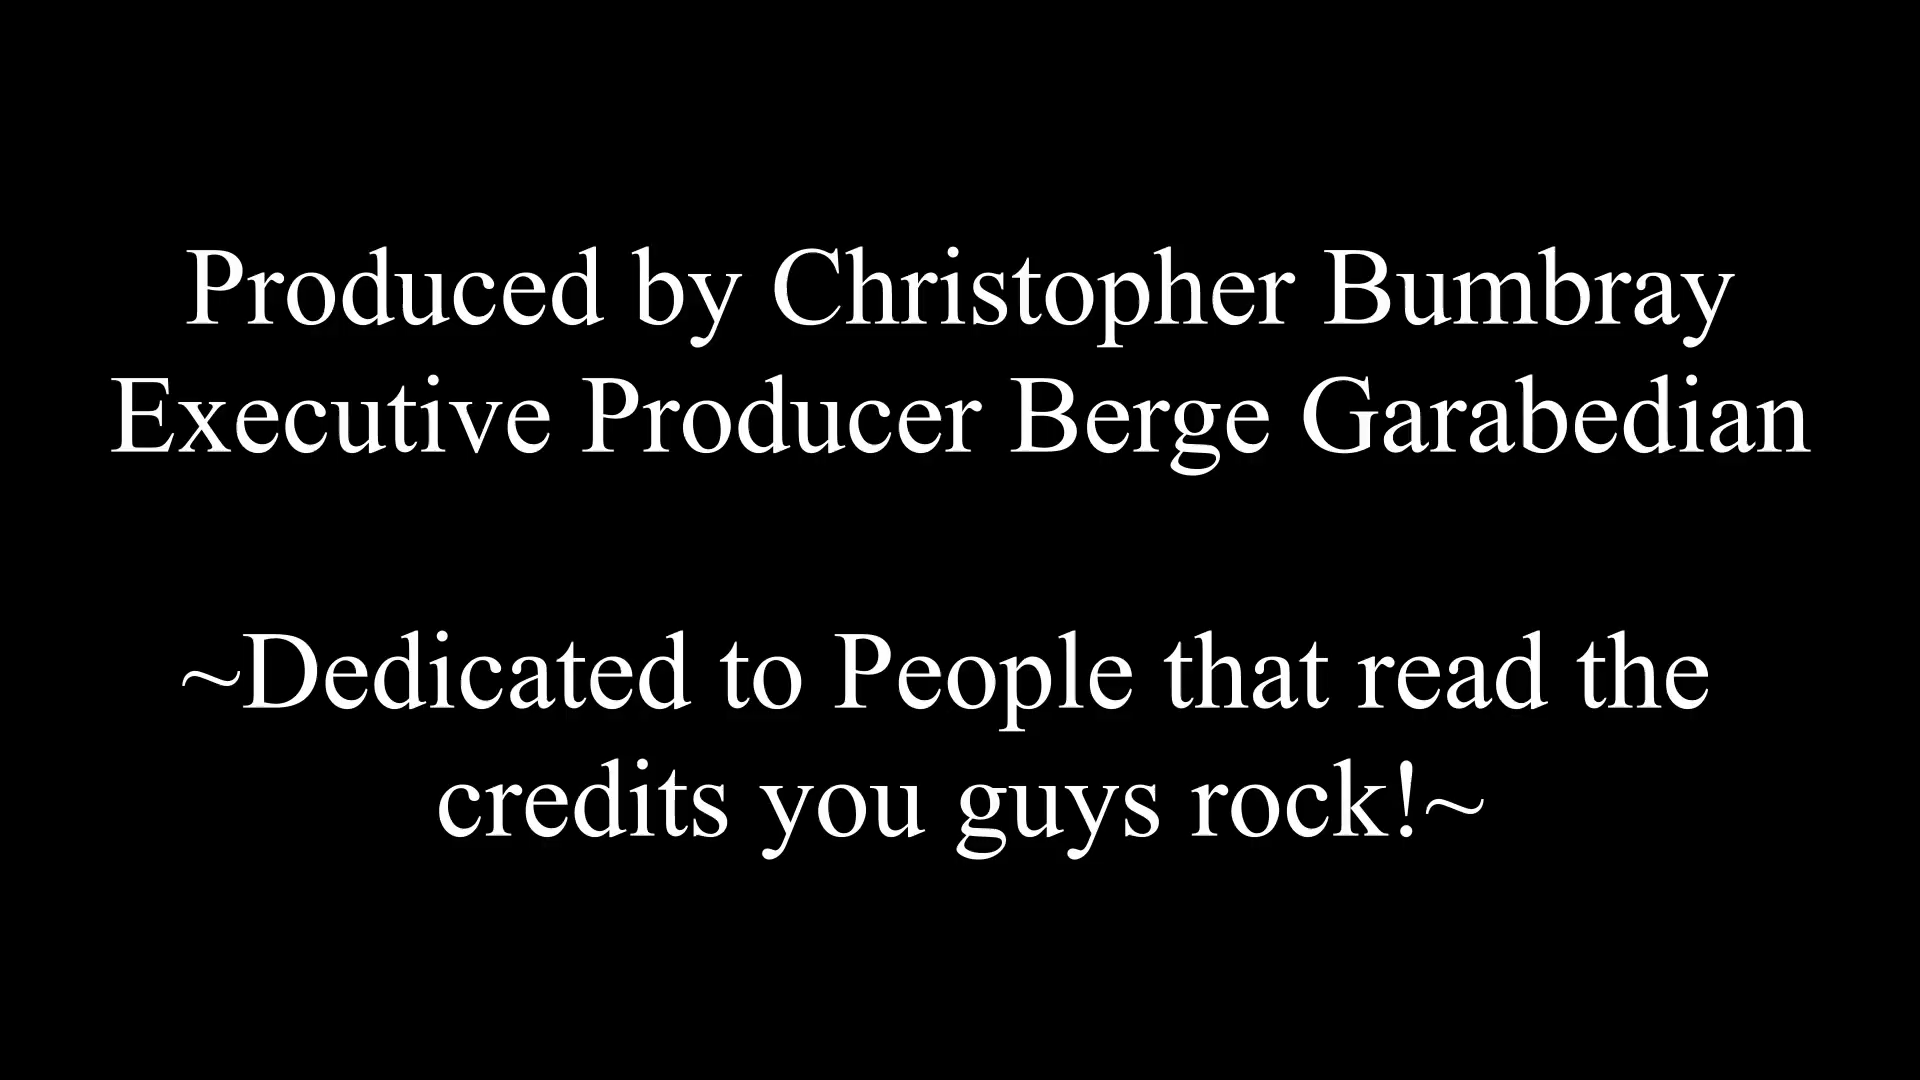 Produced by Christopher Bumbray
Executive Producer Berge Garabedian
~Dedicated to People that read the
credits you guys rock!~